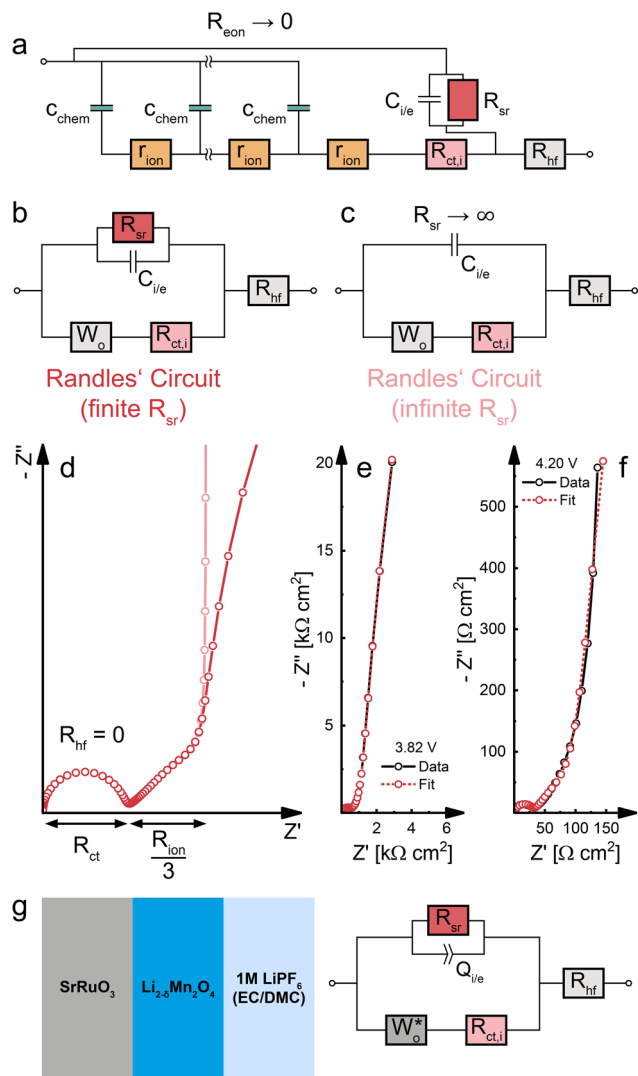 a
R_eon → 0
c_chem c_chem c_chem C_i/e R_sr
r_ion r_ion r_ion R_ct,i R_hf
b
R_sr
C_i/e
R_hf
W_o R_ct,i
Randles' Circuit
(finite R_sr)
c
R_sr → ∞
C_i/e
R_hf
W_o R_ct,i
Randles' Circuit
(infinite R_sr)
d
- Z''
R_hf = 0
Z'
R_ct
R_ion
3
e
20
15
10
5
- Z'' [kΩ cm²]
3.82 V
Data
Fit
2 4 6
Z' [kΩ cm²]
f
4.20 V
Data
Fit
500
400
300
200
100
- Z'' [Ω cm²]
50 100 150
Z' [Ω cm²]
g
SrRuO₃
Li₂₋δMn₂O₄
1M LiPF₆
(EC/DMC)
R_sr
Q_i/e
R_hf
W_o* R_ct,i